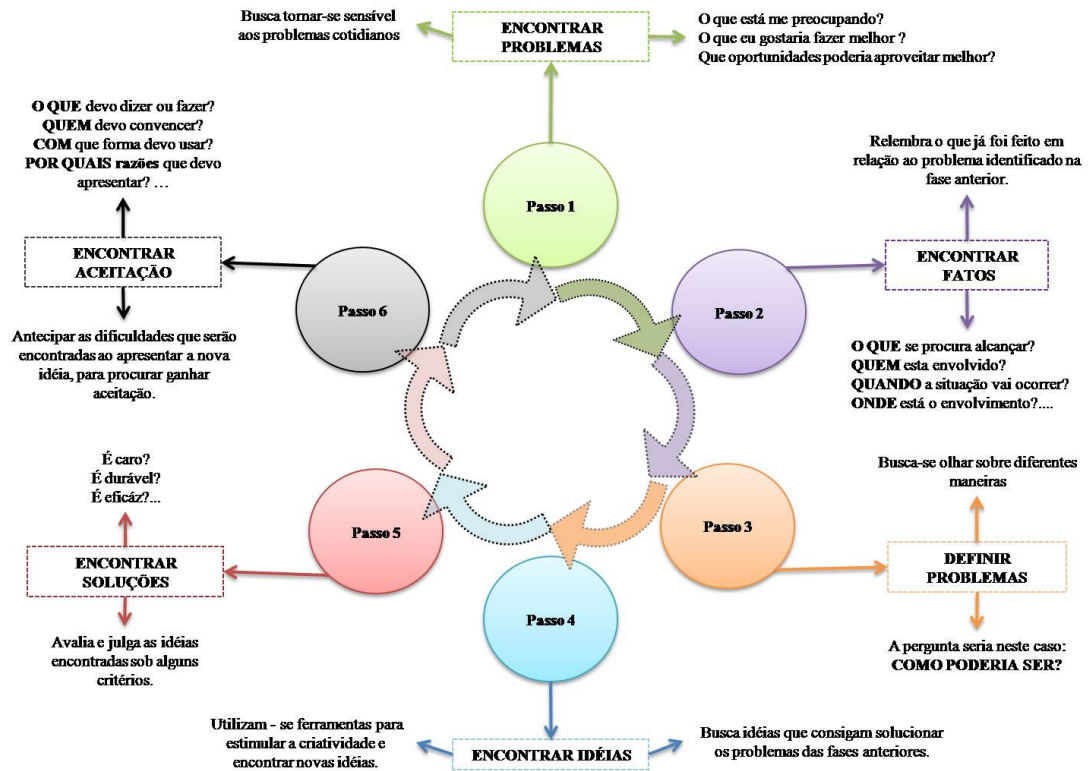 Busca tornar-se sensível
aos problemas cotidianos
ENCONTRAR
PROBLEMAS
O que está me preocupando?
O que eu gostaria fazer melhor ?
Que oportunidades poderia aproveitar melhor?
Passo 1
Relembra o que já foi feito em
relação ao problema identificado na
fase anterior.
Passo 2
ENCONTRAR
FATOS
O QUE se procura alcançar?
QUEM esta envolvido?
QUANDO a situação vai ocorrer?
ONDE está o envolvimento?....
Busca-se olhar sobre diferentes
maneiras
Passo 3
DEFINIR
PROBLEMAS
A pergunta seria neste caso:
COMO PODERIA SER?
Passo 4
Utilizam - se ferramentas para
estimular a criatividade e
encontrar novas idéias.
ENCONTRAR IDÉIAS
Busca idéias que consigam solucionar
os problemas das fases anteriores.
É caro?
É durável?
É eficáz?...
Passo 5
ENCONTRAR
SOLUÇÕES
Avalia e julga as idéias
encontradas sob alguns
critérios.
O QUE devo dizer ou fazer?
QUEM devo convencer?
COM que forma devo usar?
POR QUAIS razões que devo
apresentar? …
Passo 6
ENCONTRAR
ACEITAÇÃO
Antecipar as dificuldades que serão
encontradas ao apresentar a nova
idéia, para procurar ganhar
aceitação.